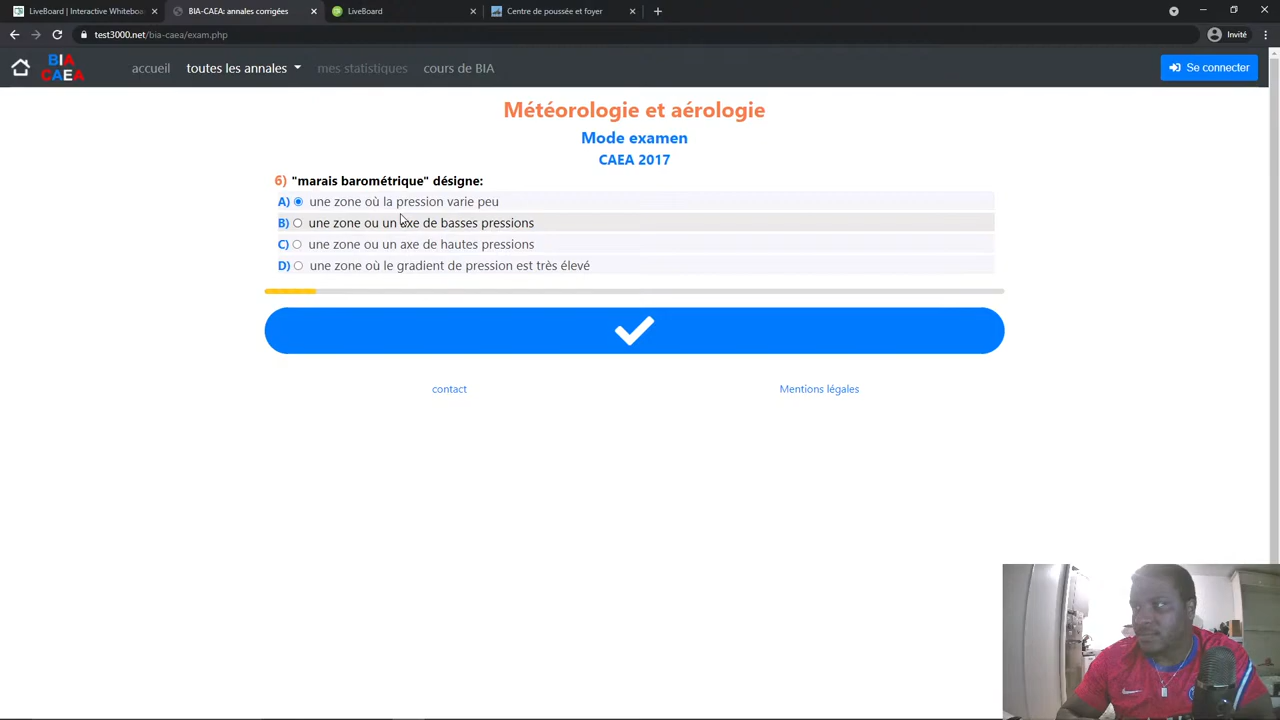 LiveBoard | Interactive Whiteboa
BIA-CAEA: annales corrigées
LiveBoard
Centre de poussée et foyer
test3000.net/bia-caea/exam.php
Invité
BIA
CAEA
accueil
toutes les annales
mes statistiques
cours de BIA
Se connecter
Météorologie et aérologie
Mode examen
CAEA 2017
6) "marais barométrique" désigne:
A) une zone où la pression varie peu
B) une zone ou un axe de basses pressions
C) une zone ou un axe de hautes pressions
D) une zone où le gradient de pression est très élevé
contact
Mentions légales